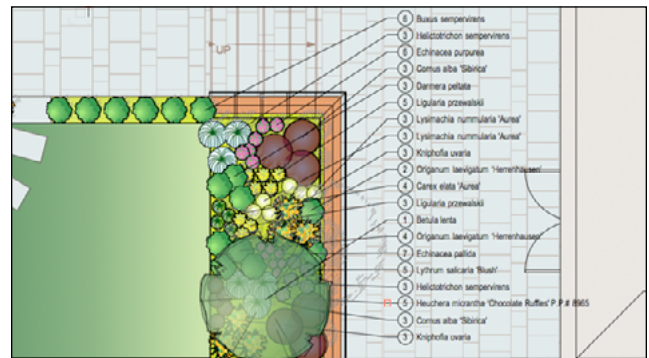 UP
6 Buxus sempervirens
3 Helictotrichon sempervirens
6 Echinacea purpurea
3 Cornus alba 'Sibirica'
3 Darmera peltata
5 Ligularia przewalskii
3 Lysimachia nummularia 'Aurea'
3 Lysimachia nummularia 'Aurea'
3 Kniphofia uvaria
2 Origanum laevigatum 'Herrenhausen'
4 Carex elata 'Aurea'
3 Ligularia przewalskii
1 Betula lenta
4 Origanum laevigatum 'Herrenhausen'
7 Echinacea pallida
5 Lythrum salicaria 'Blush'
3 Helictotrichon sempervirens
5 Heuchera micrantha 'Chocolate Ruffles' P.P.# 8965
3 Cornus alba 'Sibirica'
3 Kniphofia uvaria